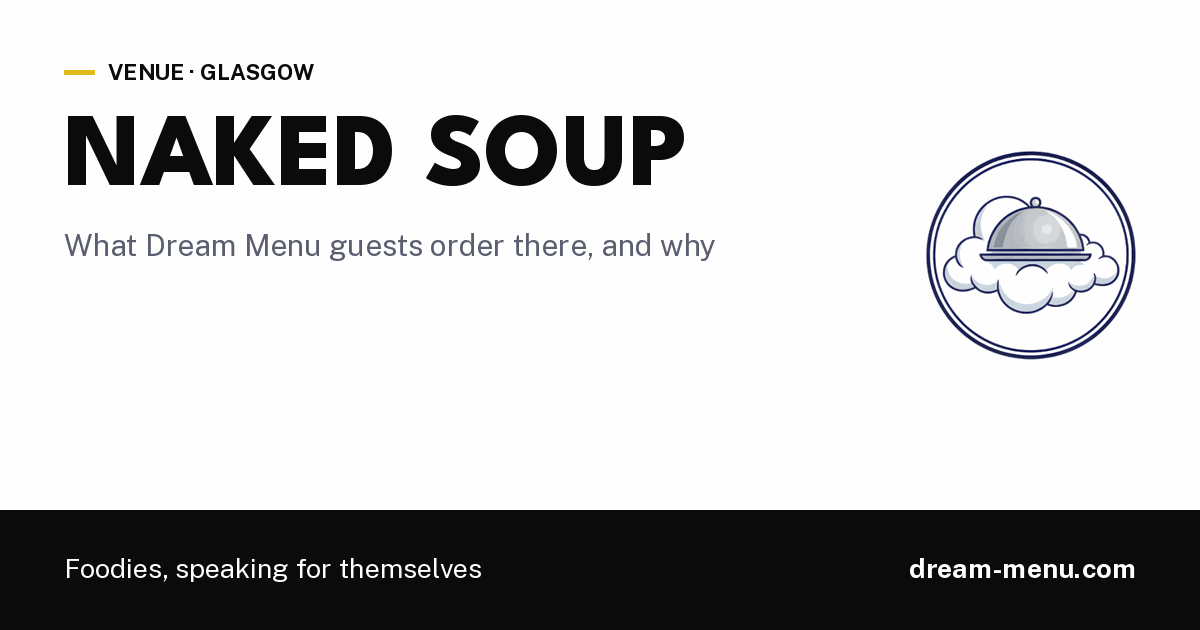 VENUE · GLASGOW
NAKED SOUP
What Dream Menu guests order there, and why
Foodies, speaking for themselves
dream-menu.com